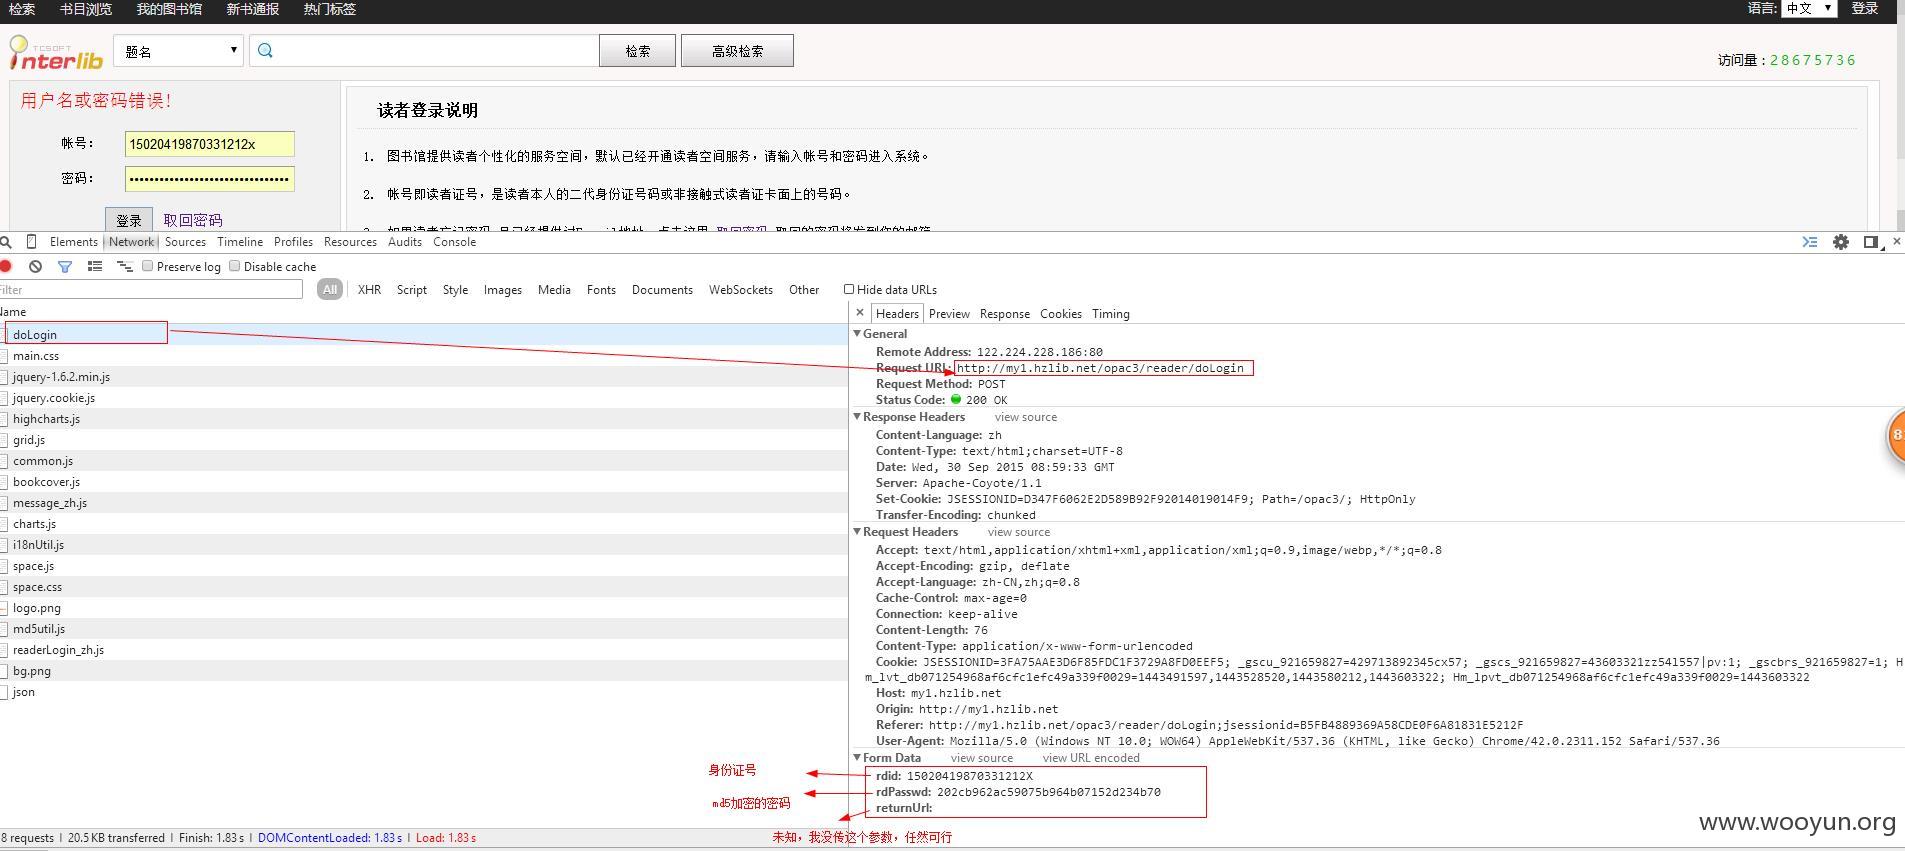 检索 书目浏览 我的图书馆 新书通报 热门标签 语言: 中文 登录
TCSOFT
interlib
题名 检索 高级检索 访问量：28675736
用户名或密码错误！
帐号： 15020419870331212x
密码： ••••••••••••••••••••••••••••••••
登录 取回密码
读者登录说明
1. 图书馆提供读者个性化的服务空间，默认已经开通读者空间服务，请输入帐号和密码进入系统。
2. 帐号即读者证号，是读者本人的二代身份证号码或非接触式读者证卡面上的号码。
Elements Network Sources Timeline Profiles Resources Audits Console
Preserve log Disable cache
Filter All XHR Script Style Images Media Fonts Documents WebSockets Other Hide data URLs
Name
doLogin
main.css
jquery-1.6.2.min.js
jquery.cookie.js
highcharts.js
grid.js
common.js
bookcover.js
message_zh.js
charts.js
i18nUtil.js
space.js
space.css
logo.png
md5util.js
readerLogin_zh.js
bg.png
json
× Headers Preview Response Cookies Timing
General
Remote Address: 122.224.228.186:80
Request URL: http://my1.hzlib.net/opac3/reader/doLogin
Request Method: POST
Status Code: 200 OK
Response Headers view source
Content-Language: zh
Content-Type: text/html;charset=UTF-8
Date: Wed, 30 Sep 2015 08:59:33 GMT
Server: Apache-Coyote/1.1
Set-Cookie: JSESSIONID=D347F6062E2D589B92F92014019014F9; Path=/opac3/; HttpOnly
Transfer-Encoding: chunked
Request Headers view source
Accept: text/html,application/xhtml+xml,application/xml;q=0.9,image/webp,*/*;q=0.8
Accept-Encoding: gzip, deflate
Accept-Language: zh-CN,zh;q=0.8
Cache-Control: max-age=0
Connection: keep-alive
Content-Length: 76
Content-Type: application/x-www-form-urlencoded
Cookie: JSESSIONID=3FA75AAE3D6F85FDC1F3729A8FD0EEF5; _gscu_921659827=429713892345cx57; _gscs_921659827=43603321zz541557|pv:1; _gscbrs_921659827=1; H
m_lvt_db071254968af6cfc1efc49a339f0029=1443491597,1443528520,1443580212,1443603322; Hm_lpvt_db071254968af6cfc1efc49a339f0029=1443603322
Host: my1.hzlib.net
Origin: http://my1.hzlib.net
Referer: http://my1.hzlib.net/opac3/reader/doLogin;jsessionid=B5FB4889369A58CDE0F6A81831E5212F
User-Agent: Mozilla/5.0 (Windows NT 10.0; WOW64) AppleWebKit/537.36 (KHTML, like Gecko) Chrome/42.0.2311.152 Safari/537.36
Form Data view source view URL encoded
身份证号 rdid: 15020419870331212X
md5加密的密码 rdPasswd: 202cb962ac59075b964b07152d234b70
returnUrl:
未知，我没传这个参数，任然可行
8 requests | 20.5 KB transferred | Finish: 1.83 s | DOMContentLoaded: 1.83 s | Load: 1.83 s
www.wooyun.org